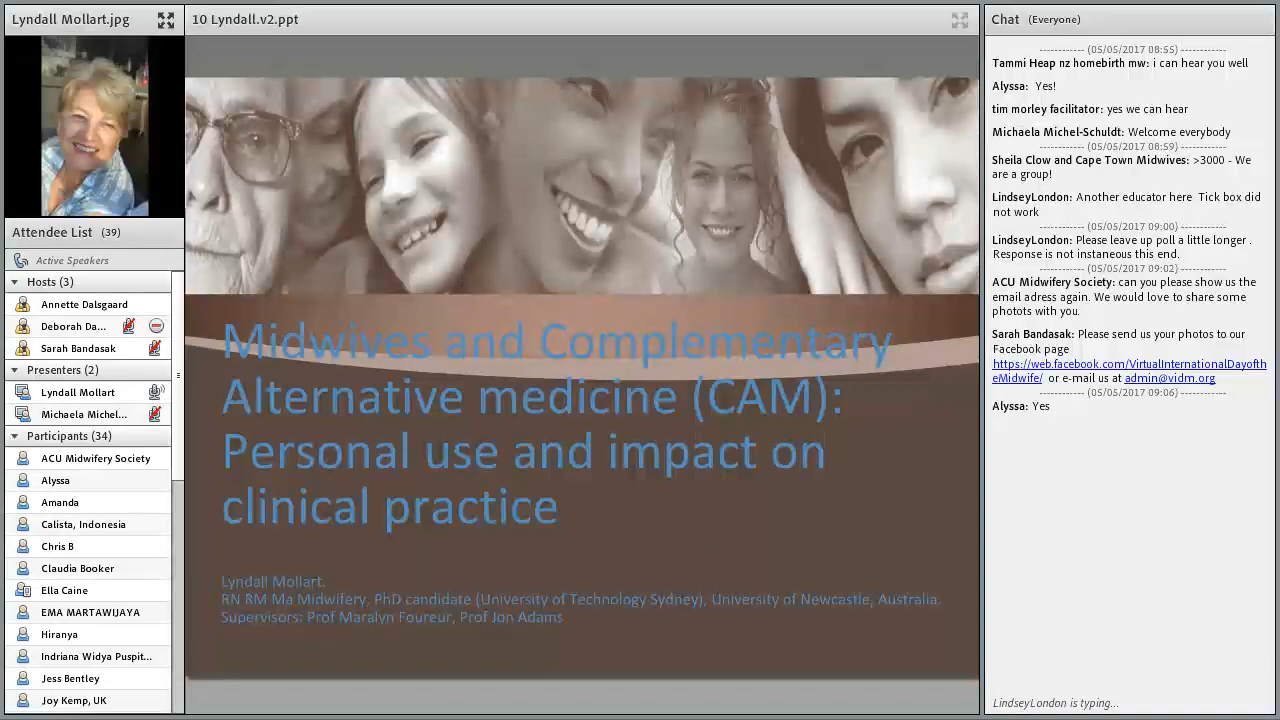 Lyndall Mollart.jpg
Attendee List (39)
Active Speakers
Hosts (3)
Annette Dalsgaard
Deborah Da...
Sarah Bandasak
Presenters (2)
Lyndall Mollart
Michaela Michel...
Participants (34)
ACU Midwifery Society
Alyssa
Amanda
Calista, Indonesia
Chris B
Claudia Booker
Ella Caine
EMA MARTAWIJAYA
Hiranya
Indriana Widya Puspit...
Jess Bentley
Joy Kemp, UK
10 Lyndall.v2.ppt
Midwives and Complementary
Alternative medicine (CAM):
Personal use and impact on
clinical practice
Lyndall Mollart.
RN RM Ma Midwifery, PhD candidate (University of Technology Sydney), University of Newcastle, Australia.
Supervisors: Prof Maralyn Foureur, Prof Jon Adams
Chat (Everyone)
------------ (05/05/2017 08:55) ------------
Tammi Heap nz homebirth mw: i can hear you well
Alyssa: Yes!
tim morley facilitator: yes we can hear
Michaela Michel-Schuldt: Welcome everybody
------------ (05/05/2017 08:59) ------------
Sheila Clow and Cape Town Midwives: >3000 - We
are a group!
LindseyLondon: Another educator here Tick box did
not work
------------ (05/05/2017 09:00) ------------
LindseyLondon: Please leave up poll a little longer .
Response is not instaneous this end.
------------ (05/05/2017 09:02) ------------
ACU Midwifery Society: can you please show us the
email adress again. We would love to share some
photots with you.
Sarah Bandasak: Please send us your photos to our
Facebook page
https://web.facebook.com/VirtualInternationalDayofth
eMidwife/ or e-mail us at admin@vidm.org
------------ (05/05/2017 09:06) ------------
Alyssa: Yes
LindseyLondon is typing...